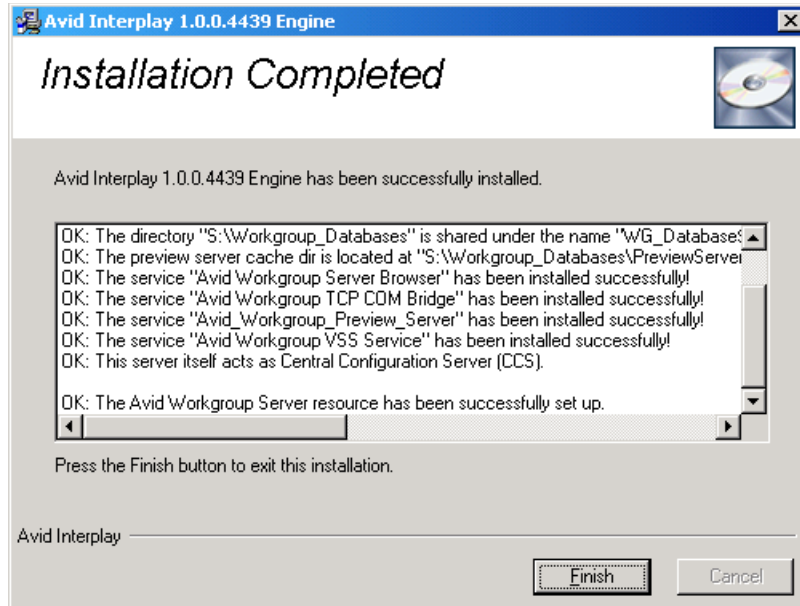 Avid Interplay 1.0.0.4439 Engine
Installation Completed
Avid Interplay 1.0.0.4439 Engine has been successfully installed.
OK: The directory "S:\Workgroup_Databases" is shared under the name "WG_Database$
OK: The preview server cache dir is located at "S:\Workgroup_Databases\PreviewServer
OK: The service "Avid Workgroup Server Browser" has been installed successfully!
OK: The service "Avid Workgroup TCP COM Bridge" has been installed successfully!
OK: The service "Avid_Workgroup_Preview_Server" has been installed successfully!
OK: The service "Avid Workgroup VSS Service" has been installed successfully!
OK: This server itself acts as Central Configuration Server (CCS).
OK: The Avid Workgroup Server resource has been successfully set up.
Press the Finish button to exit this installation.
Avid Interplay
Finish
Cancel